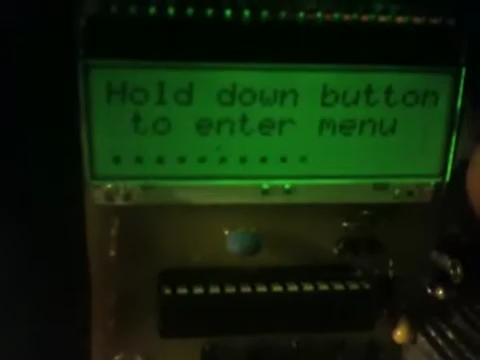 Hold down button
to enter menu
..........